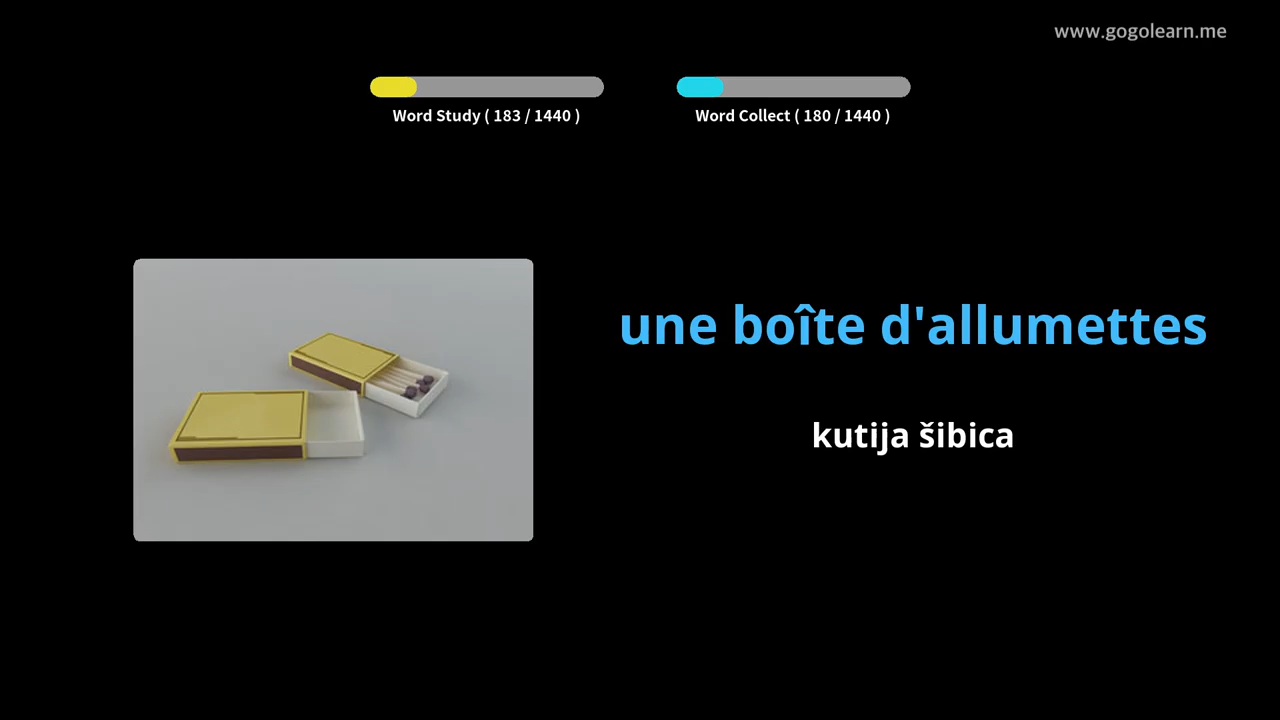 www.gogolearn.me
Word Study ( 183 / 1440 )
Word Collect ( 180 / 1440 )
une boîte d'allumettes
kutija šibica